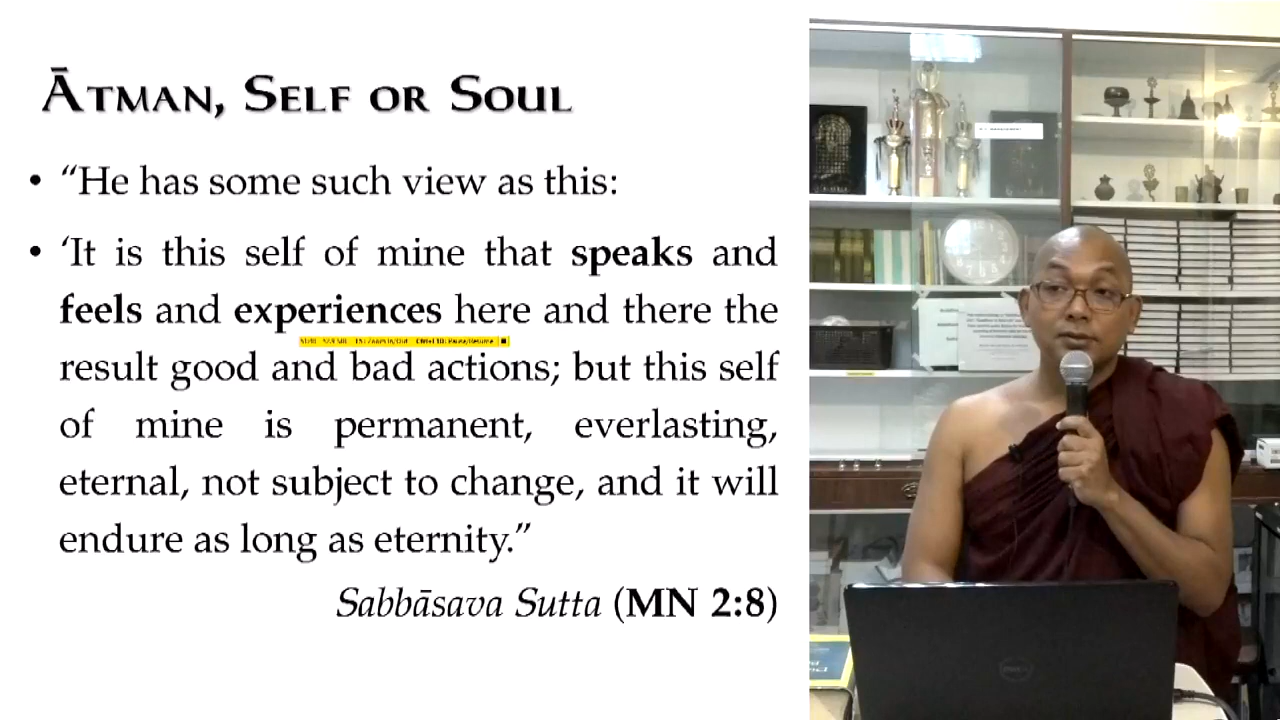 Ātman, Self or Soul
• “He has some such view as this:
• ‘It is this self of mine that speaks and
feels and experiences here and there the
result good and bad actions; but this self
of mine is permanent, everlasting,
eternal, not subject to change, and it will
endure as long as eternity.”
Sabbāsava Sutta (MN 2:8)
DELL